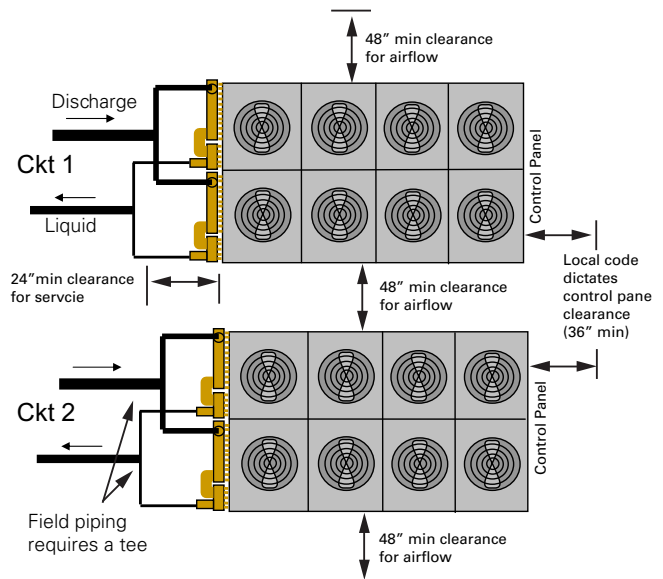 48” min clearance
for airflow
Discharge
Ckt 1
Liquid
Control Panel
24”min clearance
for servcie
48” min clearance
for airflow
Local code
dictates
control pane
clearance
(36” min)
Ckt 2
Control Panel
Field piping
requires a tee
48” min clearance
for airflow